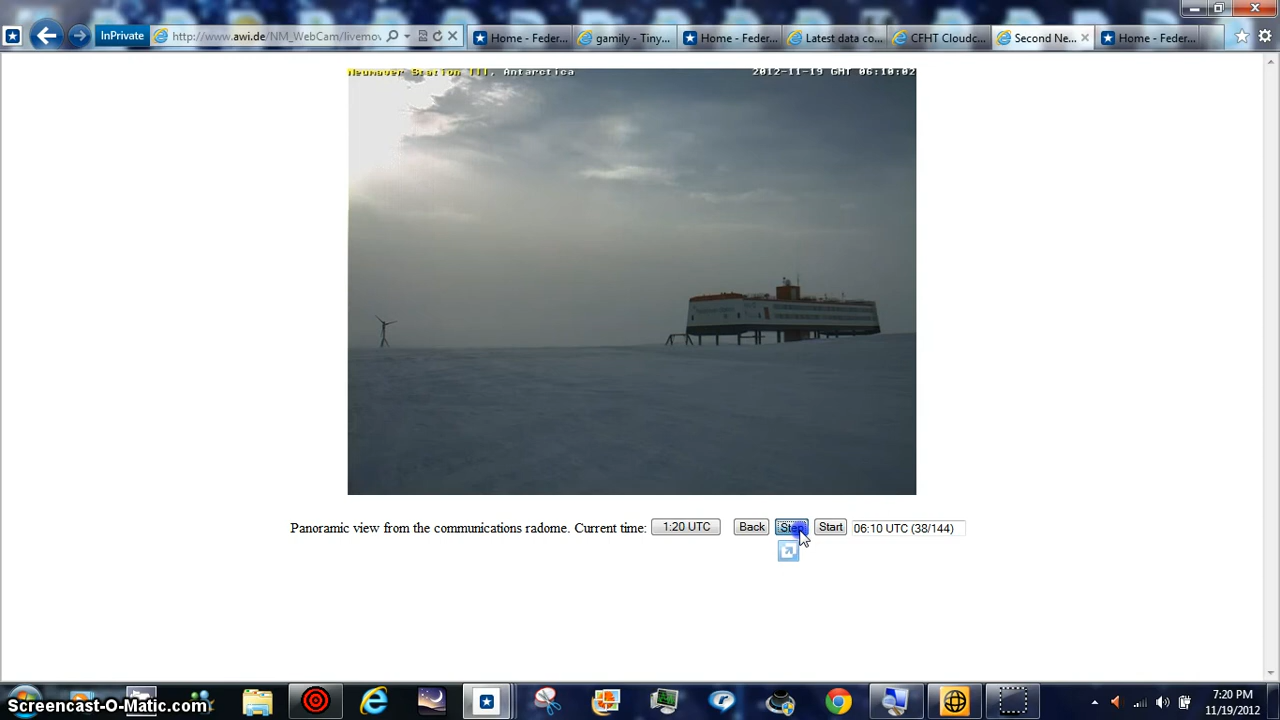 InPrivate
http://www.awi.de/NM_WebCam/livemov
Home - Feder...
gamily - Tiny...
Home - Feder...
Latest data co...
CFHT Cloudc...
Second Ne...
Home - Feder...
Neumayer Station III, Antarctica
2012-11-19 GMT 06:10:02
Panoramic view from the communications radome. Current time: 1:20 UTC Back Step Start 06:10 UTC (38/144)
Screencast-O-Matic.com
7:20 PM
11/19/2012